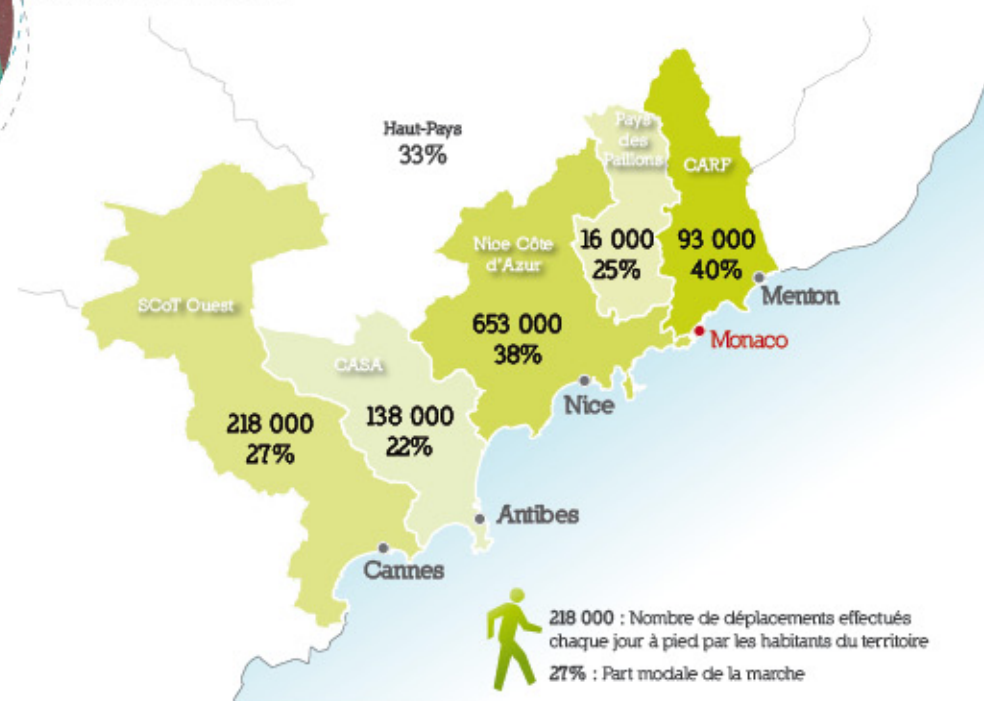 Haut-Pays
33%
Pays
des
Paillons
CARF
Nice Côte
d'Azur
16 000
25%
93 000
40%
SCoT Ouest
Menton
653 000
38%
Monaco
CASA
Nice
218 000
27%
138 000
22%
Antibes
Cannes
218 000 : Nombre de déplacements effectués
chaque jour à pied par les habitants du territoire
27% : Part modale de la marche